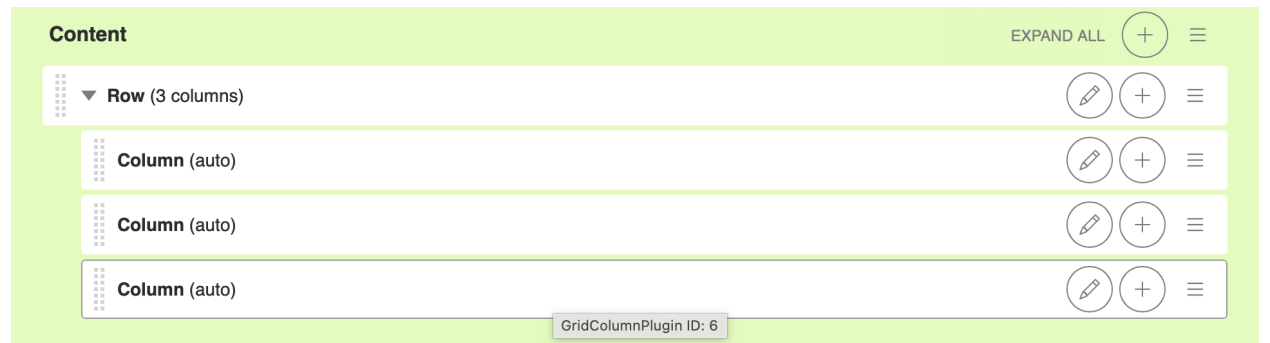 Content EXPAND ALL
Row (3 columns)
Column (auto)
Column (auto)
Column (auto)
GridColumnPlugin ID: 6